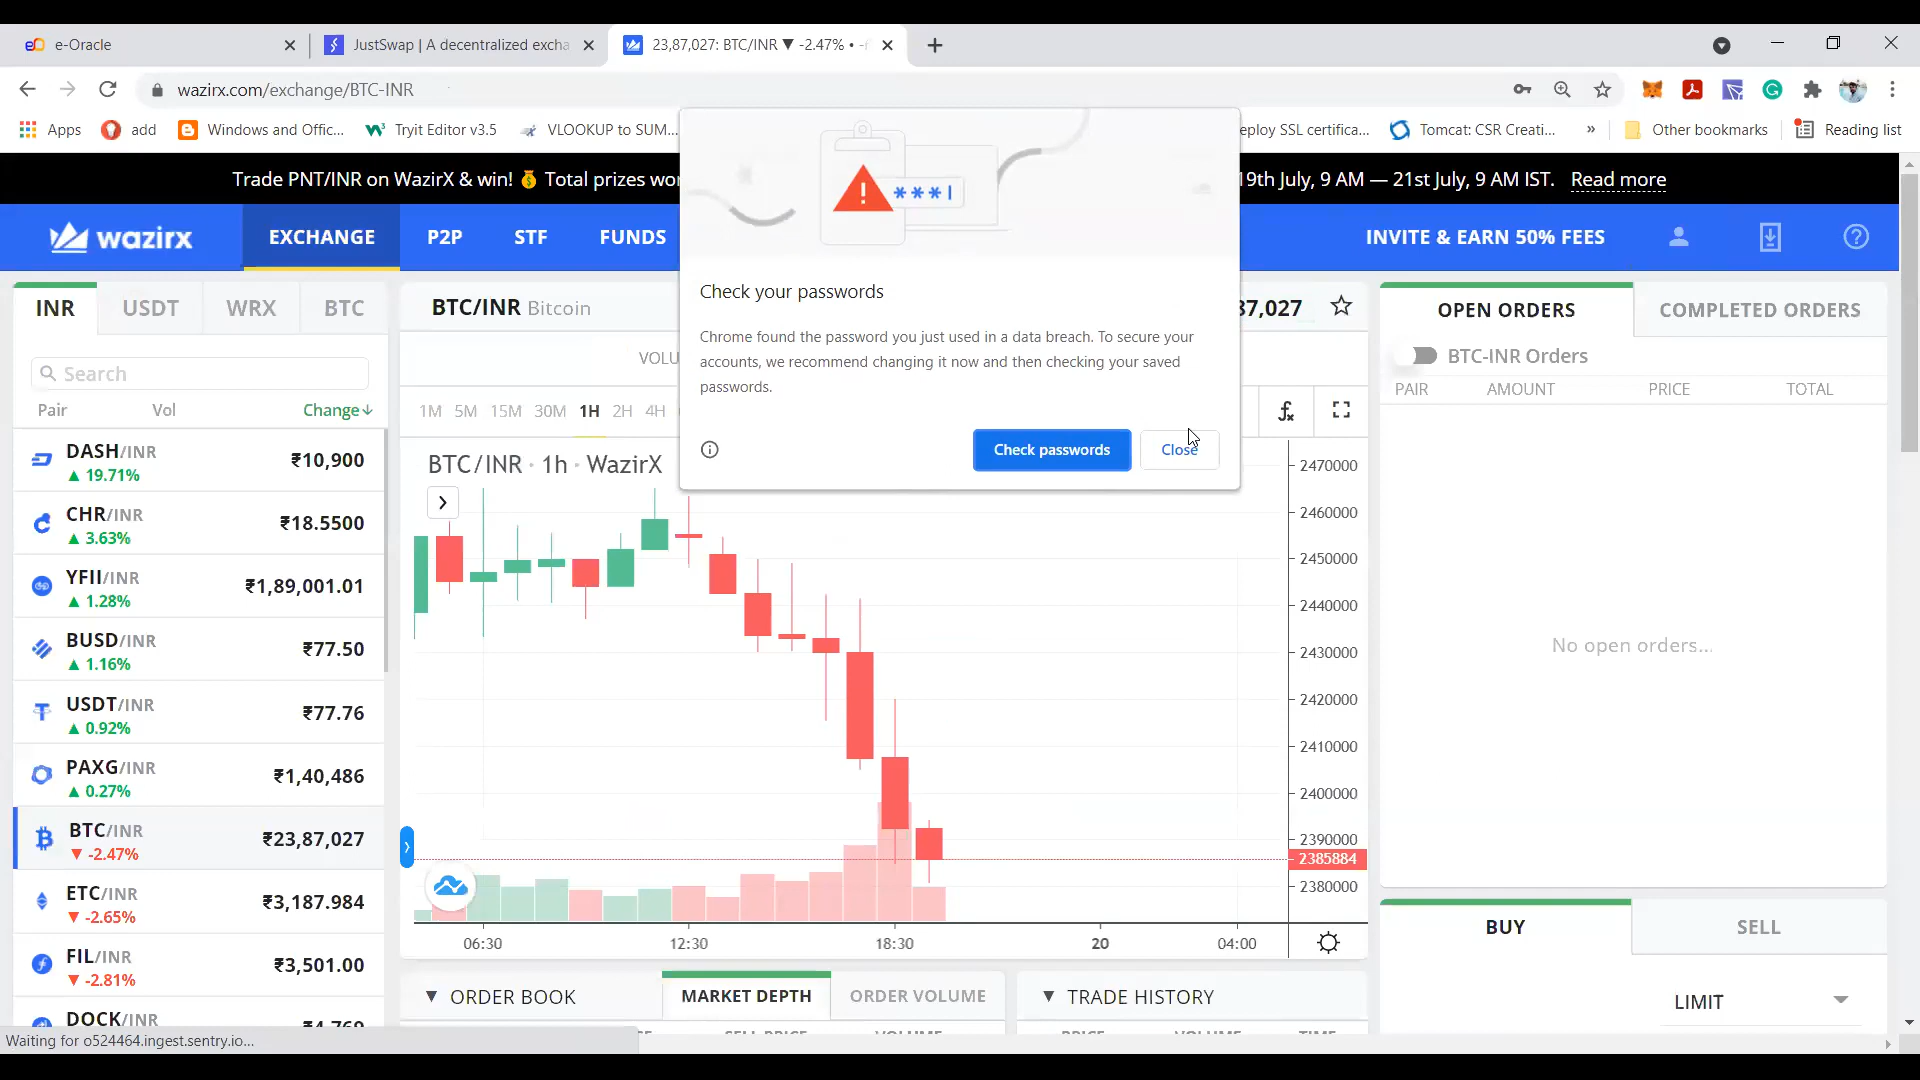 e-Oracle
JustSwap | A decentralized excha
23,87,027: BTC/INR ▼ -2.47% •
wazirx.com/exchange/BTC-INR
Apps
add
Windows and Offic...
Tryit Editor v3.5
VLOOKUP to SUM...
eploy SSL certifica...
Tomcat: CSR Creati...
»
Other bookmarks
Reading list
Trade PNT/INR on WazirX & win! 💰 Total prizes wor
19th July, 9 AM — 21st July, 9 AM IST. Read more
wazirx
EXCHANGE
P2P
STF
FUNDS
INVITE & EARN 50% FEES
***|
Check your passwords
Chrome found the password you just used in a data breach. To secure your
accounts, we recommend changing it now and then checking your saved
passwords.
Check passwords
Close
INR
USDT
WRX
BTC
Search
Pair
Vol
Change↓
DASH/INR
▲ 19.71%
₹10,900
CHR/INR
▲ 3.63%
₹18.5500
YFII/INR
▲ 1.28%
₹1,89,001.01
BUSD/INR
▲ 1.16%
₹77.50
USDT/INR
▲ 0.92%
₹77.76
PAXG/INR
▲ 0.27%
₹1,40,486
BTC/INR
▼ -2.47%
₹23,87,027
ETC/INR
▼ -2.65%
₹3,187.984
FIL/INR
▼ -2.81%
₹3,501.00
DOCK/INR
Waiting for o524464.ingest.sentry.io...
BTC/INR Bitcoin
87,027
VOLU
1M 5M 15M 30M 1H 2H 4H
BTC/INR · 1h · WazirX
2470000
2460000
2450000
2440000
2430000
2420000
2410000
2400000
2390000
2385884
2380000
06:30
12:30
18:30
20
04:00
ORDER BOOK
MARKET DEPTH
ORDER VOLUME
SELL PRICE
VOLUME
TRADE HISTORY
PRICE
VOLUME
TIME
OPEN ORDERS
COMPLETED ORDERS
BTC-INR Orders
PAIR
AMOUNT
PRICE
TOTAL
No open orders...
BUY
SELL
LIMIT